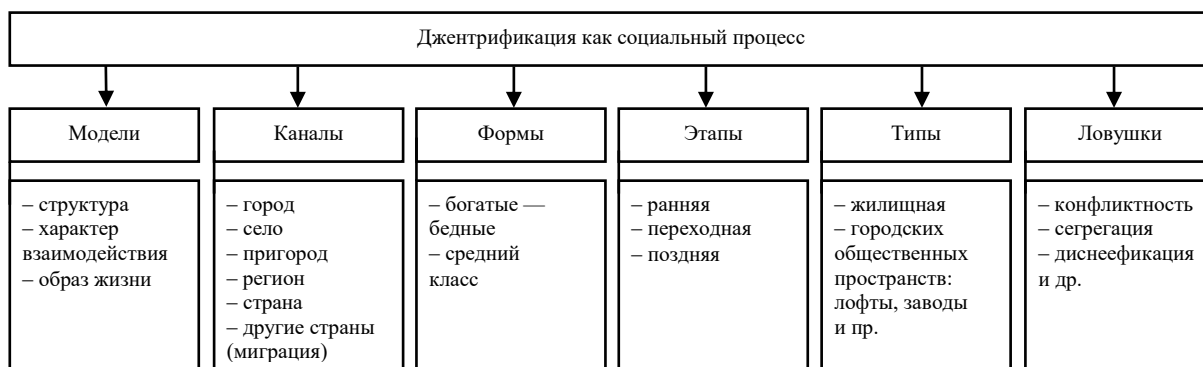 Джентрификация как социальный процесс
Модели
Каналы
Формы
Этапы
Типы
Ловушки
– структура
– характер
взаимодействия
– образ жизни
– город
– село
– пригород
– регион
– страна
– другие страны
(миграция)
– богатые —
бедные
– средний
класс
– ранняя
– переходная
– поздняя
– жилищная
– городских
общественных
пространств:
лофты, заводы
и пр.
– конфликтность
– сегрегация
– диснеефикация
и др.